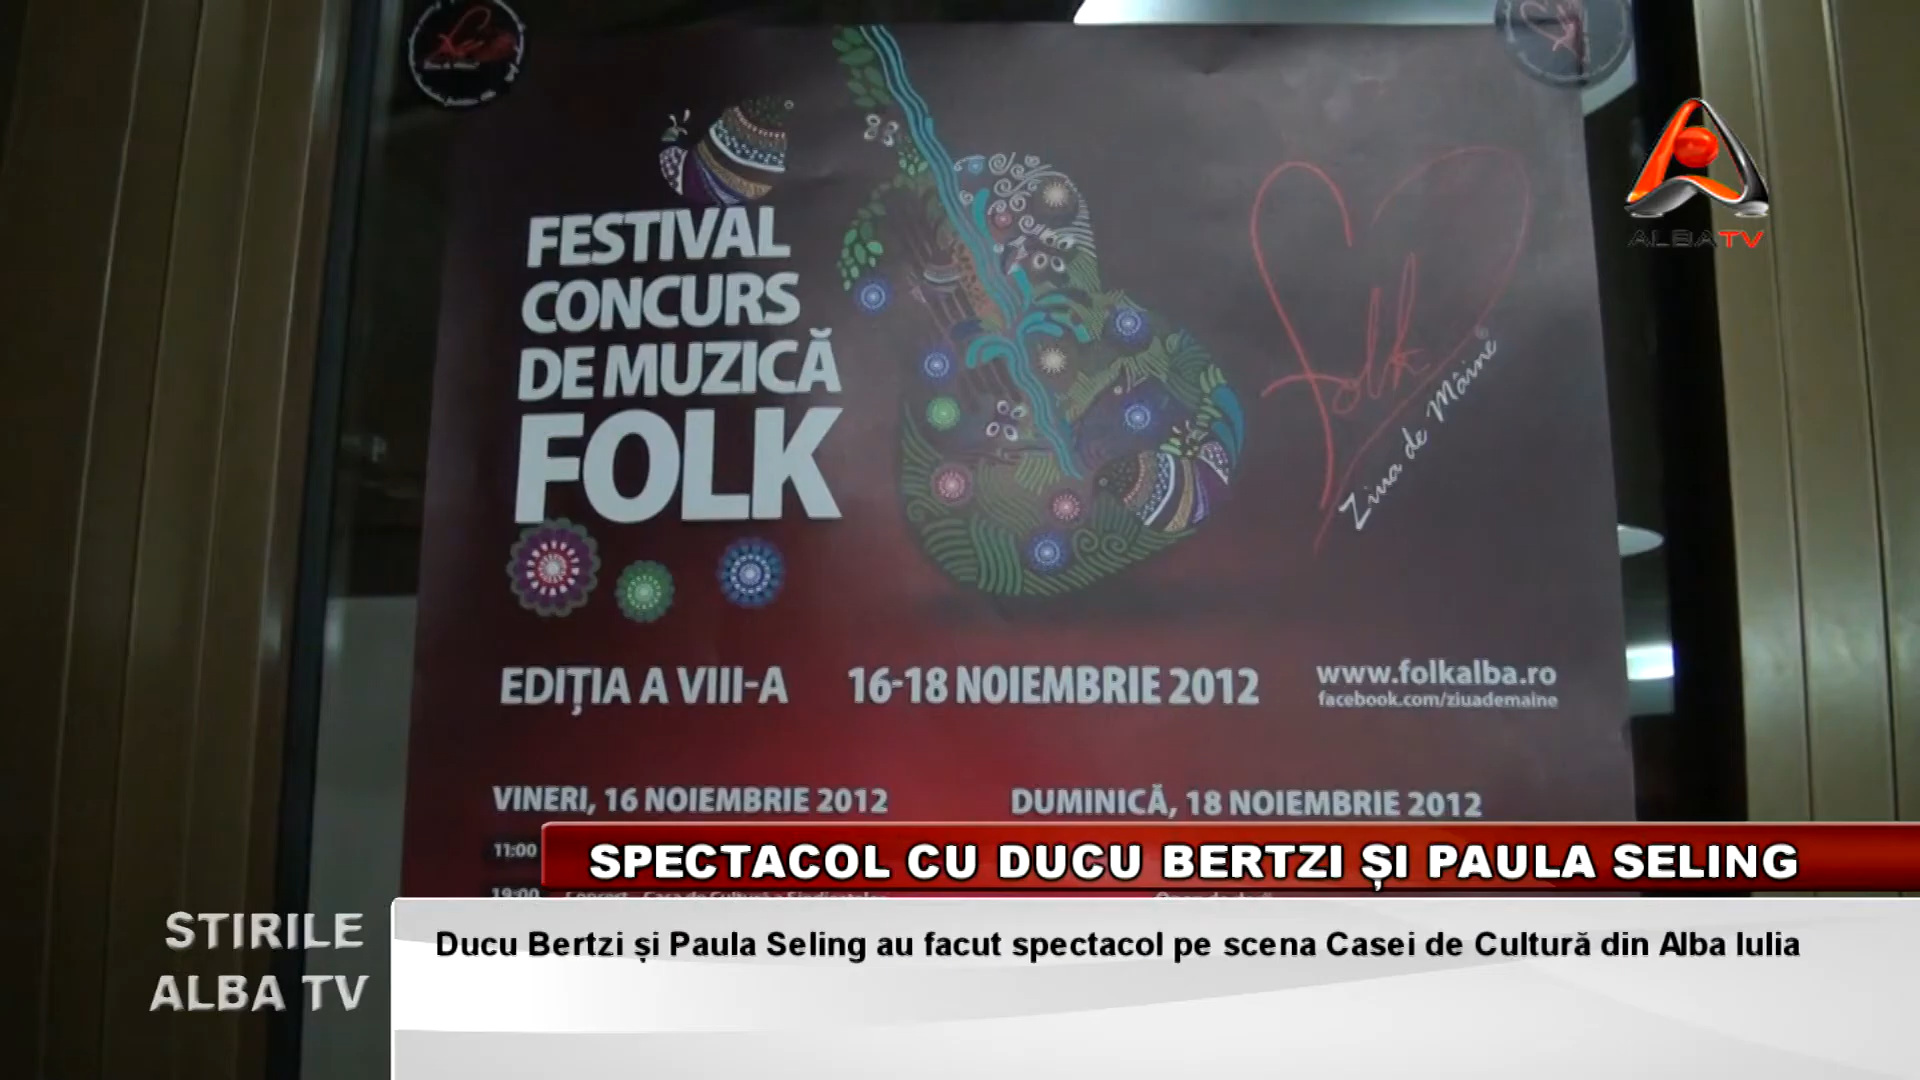 FESTIVAL
CONCURS
DE MUZICĂ
FOLK
folk
Ziua de Mâine
ALBATV
EDIȚIA A VIII-A
16-18 NOIEMBRIE 2012
www.folkalba.ro
facebook.com/ziuademaine
VINERI, 16 NOIEMBRIE 2012
DUMINICĂ, 18 NOIEMBRIE 2012
11:00
SPECTACOL CU DUCU BERTZI ȘI PAULA SELING
19:00
STIRILE
ALBA TV
Ducu Bertzi și Paula Seling au facut spectacol pe scena Casei de Cultură din Alba Iulia